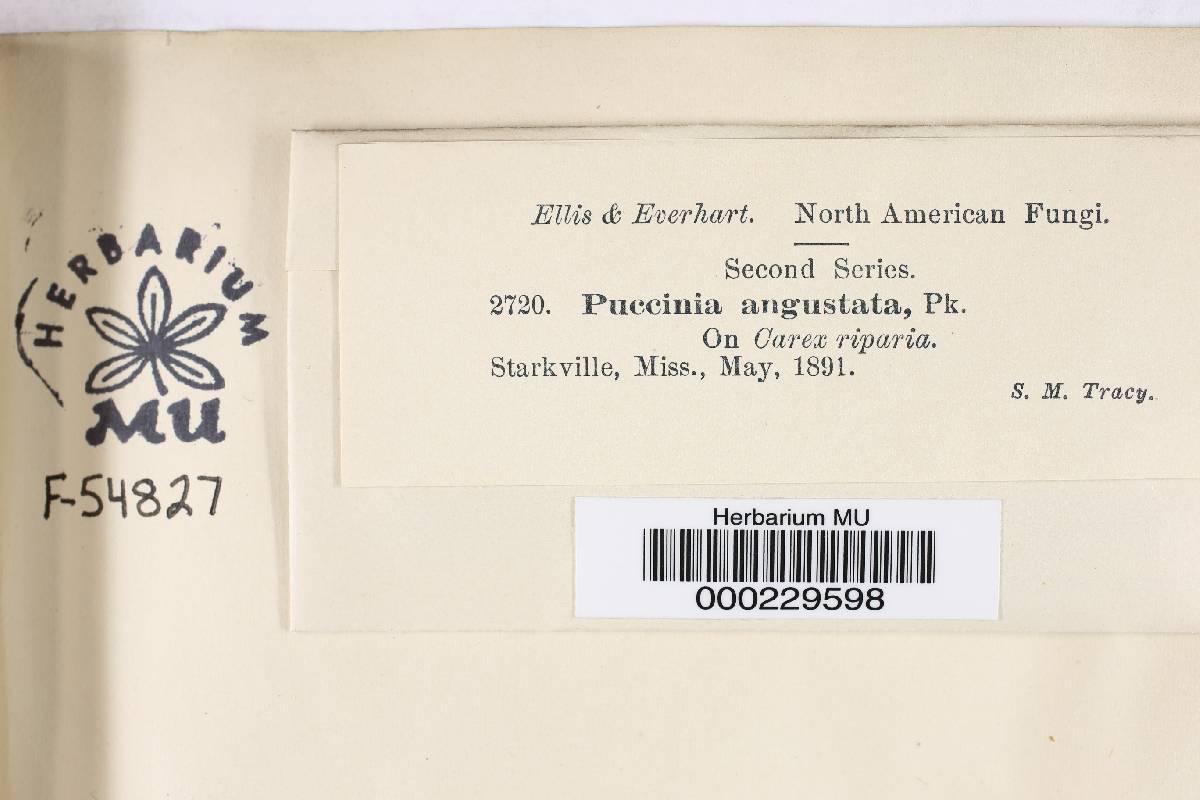 Ellis & Everhart. North American Fungi.
Second Series.
2720. Puccinia angustata, Pk.
On Carex riparia.
Starkville, Miss., May, 1891.
S. M. Tracy.
HERBARIUM
MU
F-54827
Herbarium MU
000229598